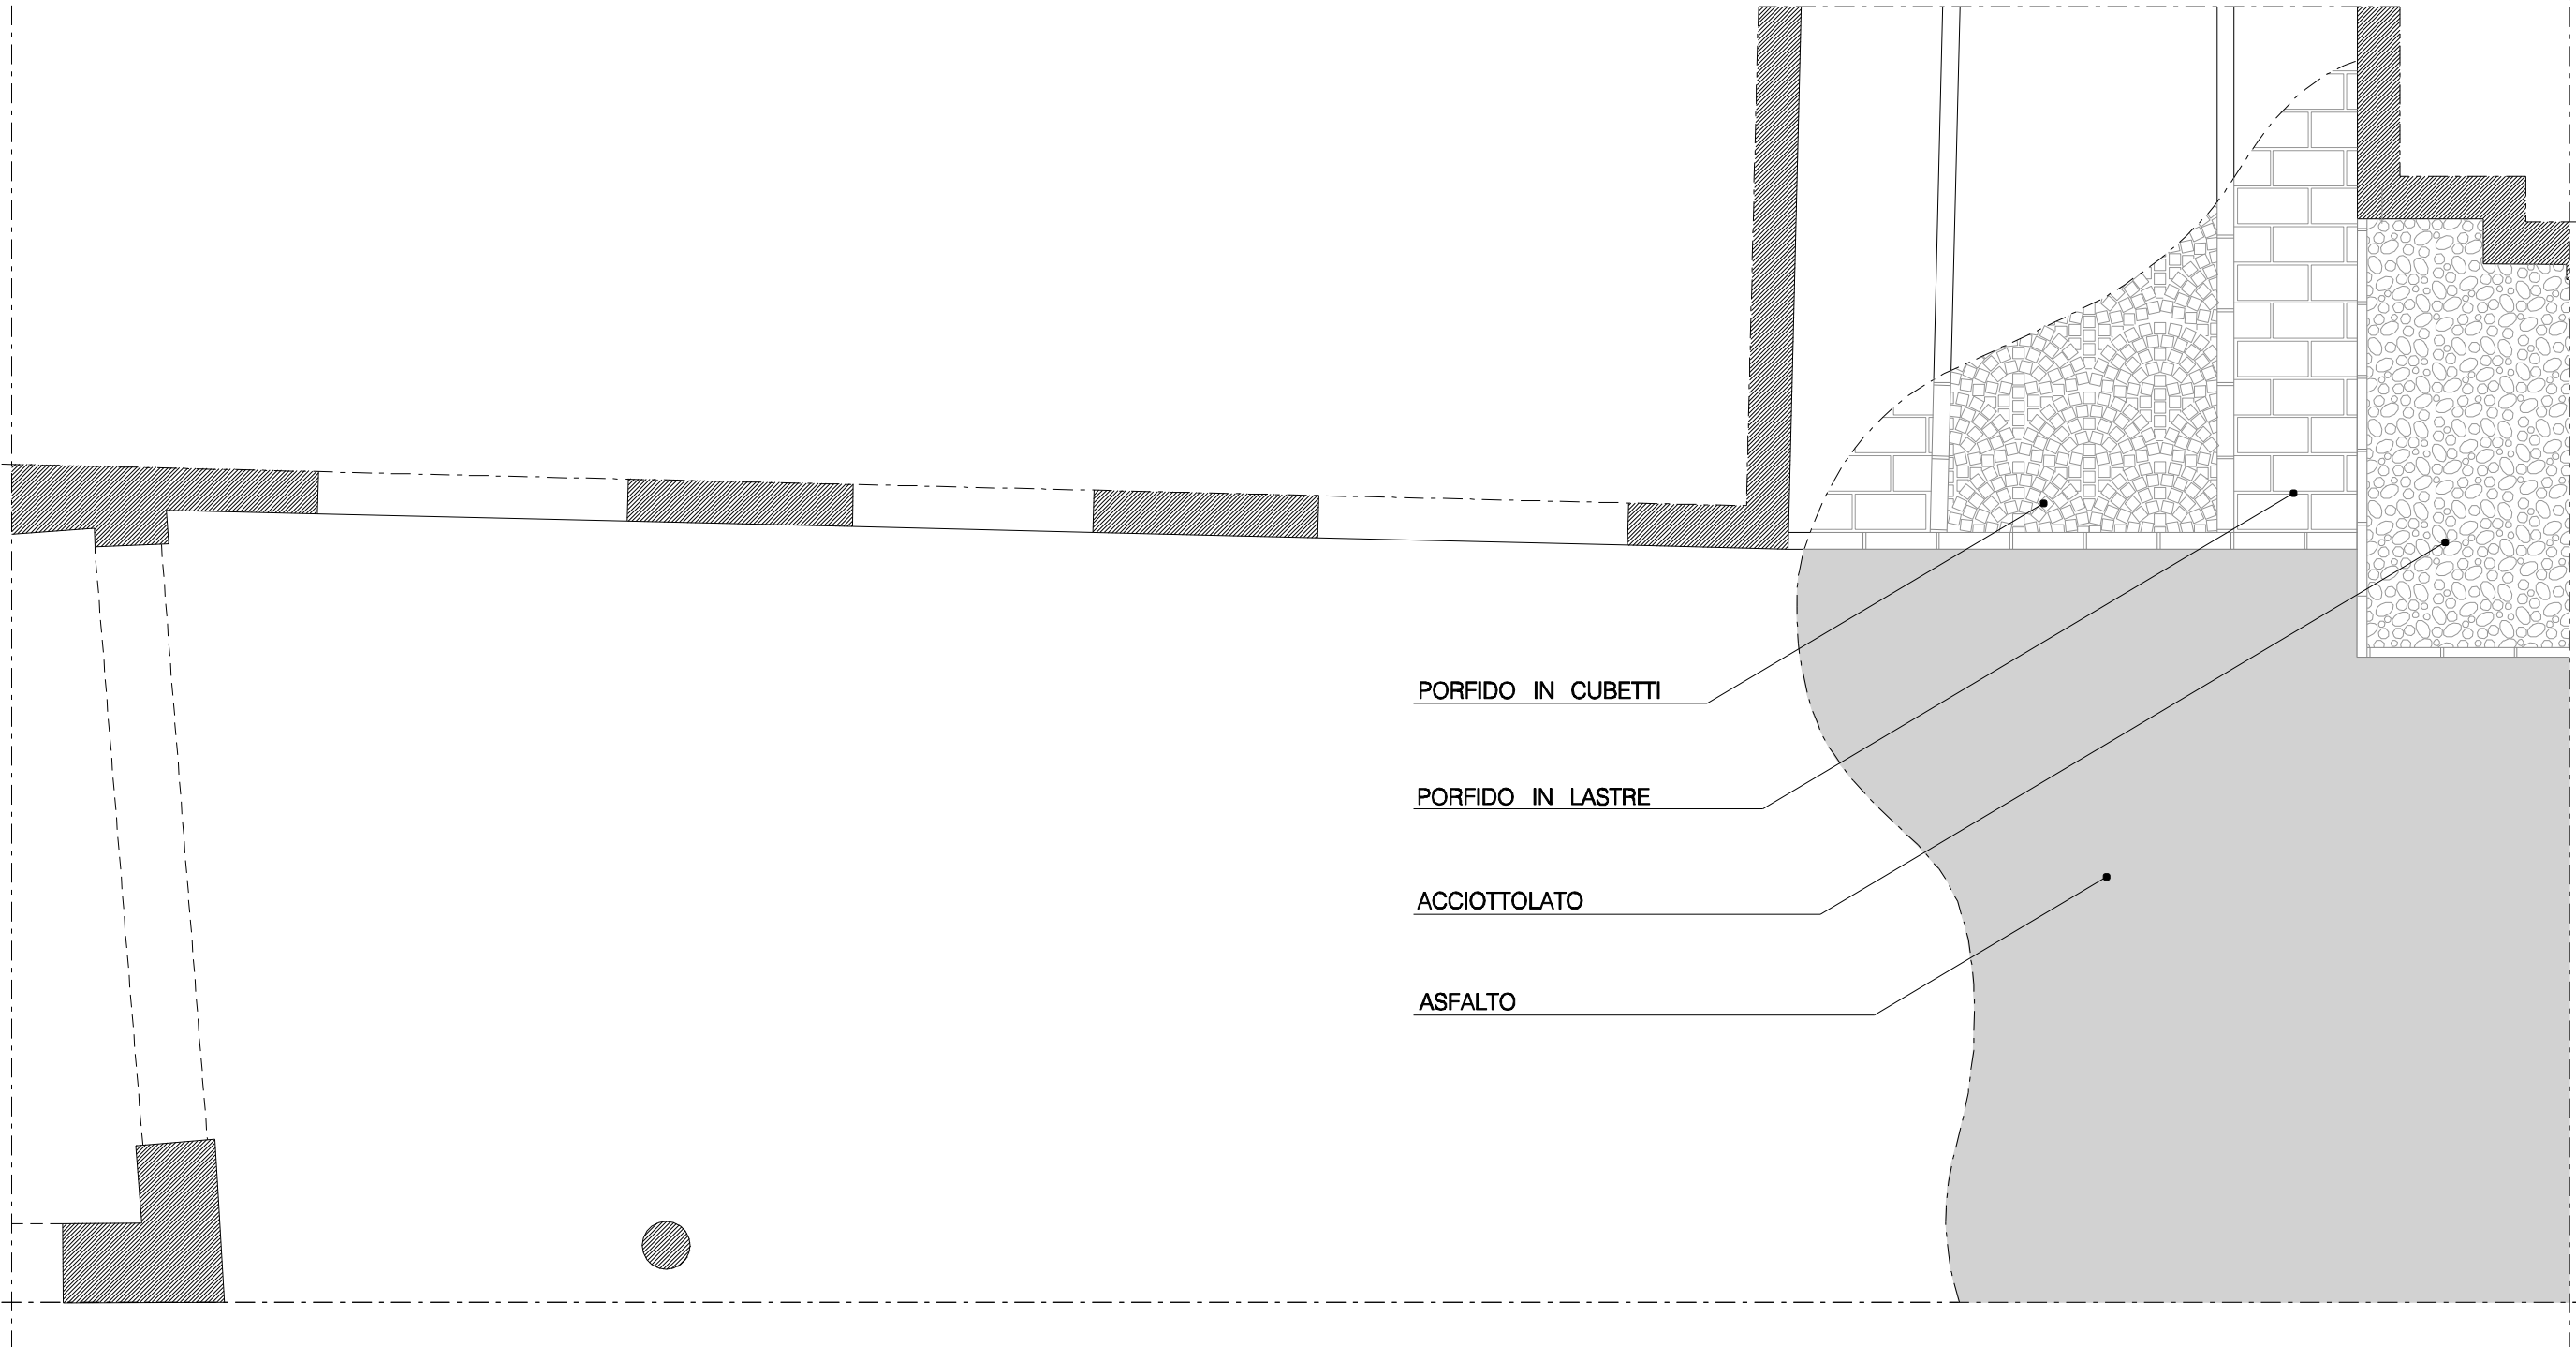 PORFIDO IN CUBETTI
PORFIDO IN LASTRE
ACCIOTTOLATO
ASFALTO